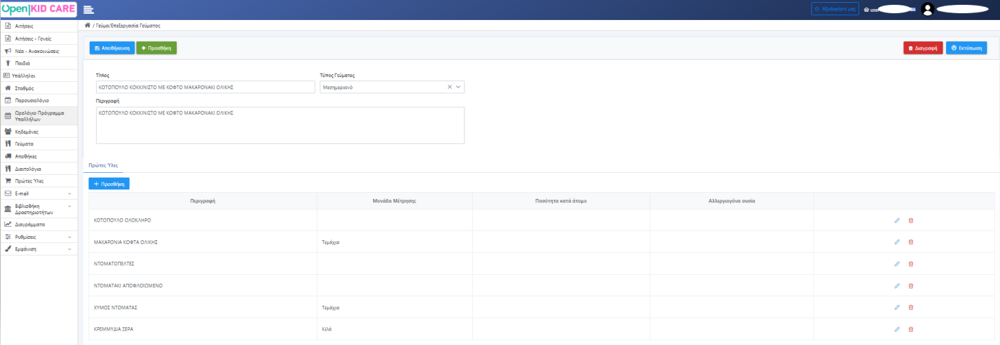 Open|KID CARE
Αξιολογήστε μας
user
Αιτήσεις
Αιτήσεις - Γονείς
Νέα - Ανακοινώσεις
Παιδιά
Υπάλληλοι
Σταθμός
Παρουσιολόγιο
Ωρολόγιο Πρόγραμμα
Υπαλλήλων
Κηδεμόνες
Γεύματα
Αποθήκες
Διαιτολόγια
Πρώτες Ύλες
E-mail
Βιβλιοθήκη
Δραστηριοτήτων
Διαγράμματα
Ρυθμίσεις
Εμφάνιση
/ Γεύμα/Επεξεργασία Γεύματος
Αποθήκευση
Προσθήκη
Διαγραφή
Εκτύπωση
Τίτλος
Τύπος Γεύματος
ΚΟΤΟΠΟΥΛΟ ΚΟΚΚΙΝΙΣΤΟ ΜΕ ΚΟΦΤΟ ΜΑΚΑΡΟΝΑΚΙ ΟΛΙΚΗΣ
Μεσημεριανό
Περιγραφή
ΚΟΤΟΠΟΥΛΟ ΚΟΚΚΙΝΙΣΤΟ ΜΕ ΚΟΦΤΟ ΜΑΚΑΡΟΝΑΚΙ ΟΛΙΚΗΣ
Πρώτες Ύλες
+ Προσθήκη
Περιγραφή Μονάδα Μέτρησης Ποσότητα κατά άτομο Αλλεργιογόνα ουσία
ΚΟΤΟΠΟΥΛΟ ΟΛΟΚΛΗΡΟ
ΜΑΚΑΡΟΝΙΑ ΚΟΦΤΑ ΟΛΙΚΗΣ Τεμάχια
ΝΤΟΜΑΤΟΠΕΛΤΕΣ
ΝΤΟΜΑΤΑΚΙ ΑΠΟΦΛΟΙΩΜΕΝΟ
ΧΥΜΟΣ ΝΤΟΜΑΤΑΣ Τεμάχια
ΚΡΕΜΜΥΔΙΑ ΞΕΡΑ Κιλά